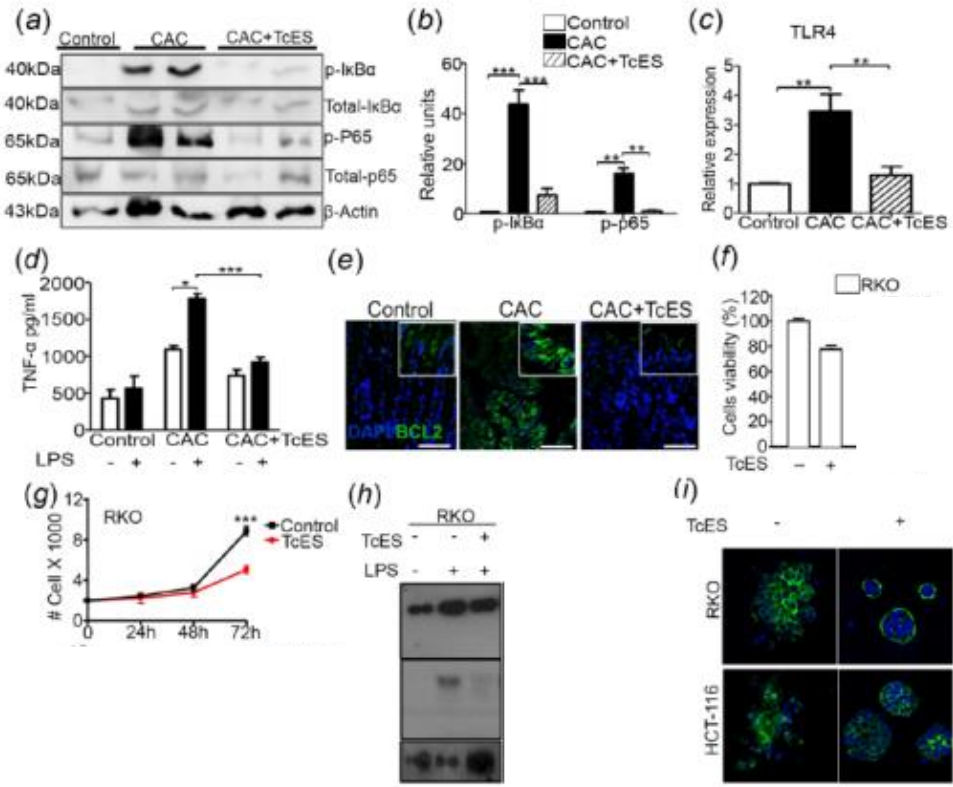 (a)
Control CAC CAC+TcES
40kDa p-IκBα
40kDa Total-IκBα
65kDa p-P65
65kDa Total-p65
43kDa β-Actin
(b)
Control
CAC
CAC+TcES
Relative units
60
40
20
0
*** ***
** **
p-IκBα p-p65
(c)
TLR4
Relative expression
5
4
3
2
1
0
** **
Control CAC CAC+TcES
(d)
TNF-α pg/ml
2000
1500
1000
500
0
* ***
Control CAC CAC+TcES
LPS - + - + - +
(e)
Control CAC CAC+TcES
DAPI/BCL2
(f)
RKO
Cells viability (%)
120
100
80
60
40
20
0
TcES - +
(g)
RKO
# Cell X 1000
12
8
4
0
***
Control
TcES
0 24h 48h 72h
(h)
RKO
TcES - - +
LPS - + +
(i)
TcES - +
RKO
HCT-116